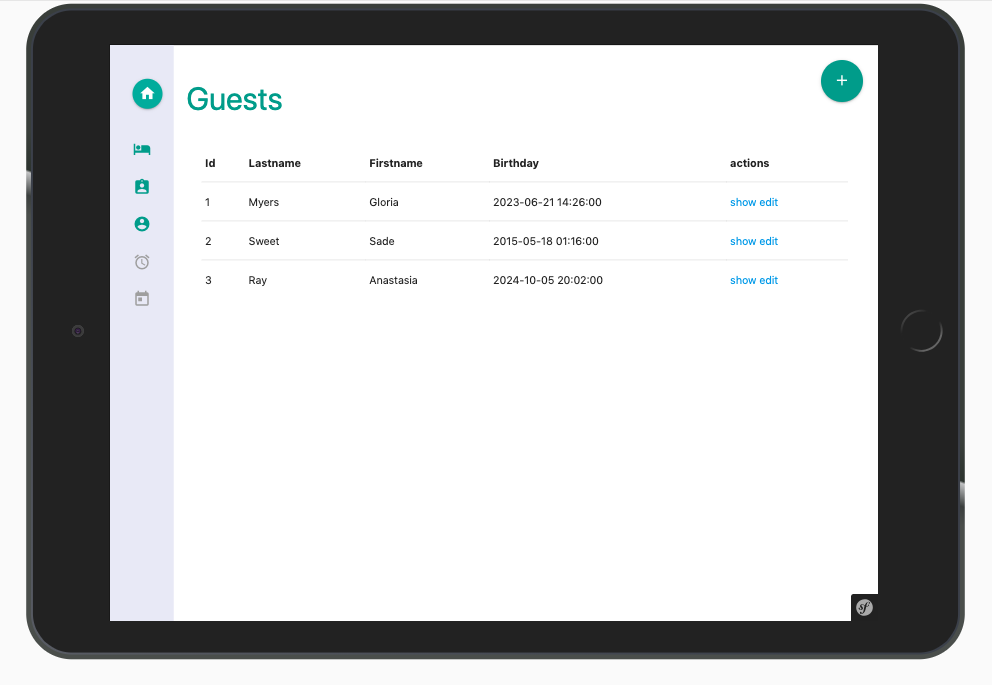 Guests
+
Id Lastname Firstname Birthday actions
1 Myers Gloria 2023-06-21 14:26:00 show edit
2 Sweet Sade 2015-05-18 01:16:00 show edit
3 Ray Anastasia 2024-10-05 20:02:00 show edit
sf